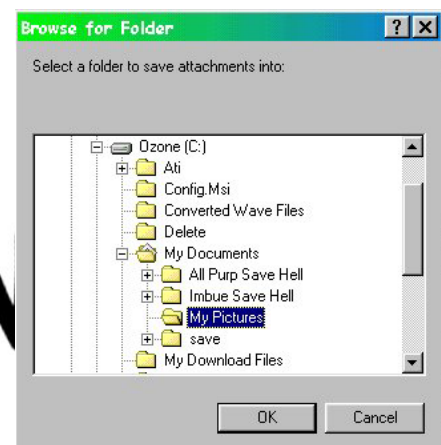 Browse for Folder
Select a folder to save attachments into:
Ozone (C:)
Ati
Config.Msi
Converted Wave Files
Delete
My Documents
All Purp Save Hell
Imbue Save Hell
My Pictures
save
My Download Files
OK Cancel